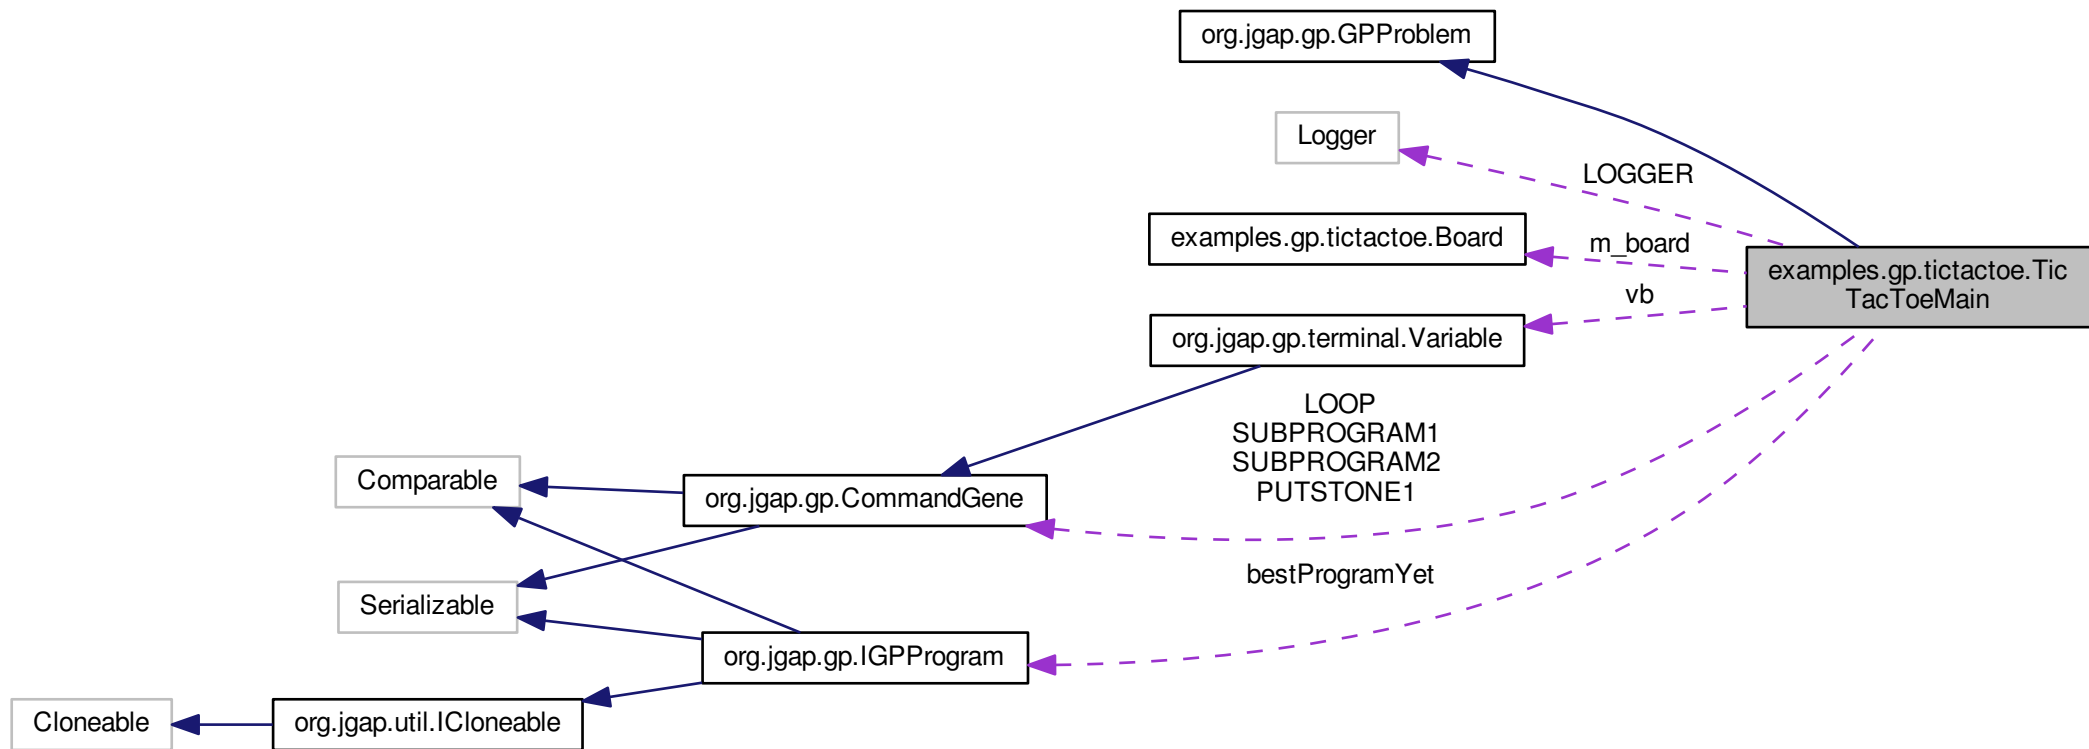 org.jgap.gp.GPProblem
Logger
LOGGER
examples.gp.tictactoe.Board
m_board
examples.gp.tictactoe.Tic
TacToeMain
vb
org.jgap.gp.terminal.Variable
LOOP
SUBPROGRAM1
SUBPROGRAM2
PUTSTONE1
Comparable
org.jgap.gp.CommandGene
bestProgramYet
Serializable
org.jgap.gp.IGPProgram
Cloneable
org.jgap.util.ICloneable